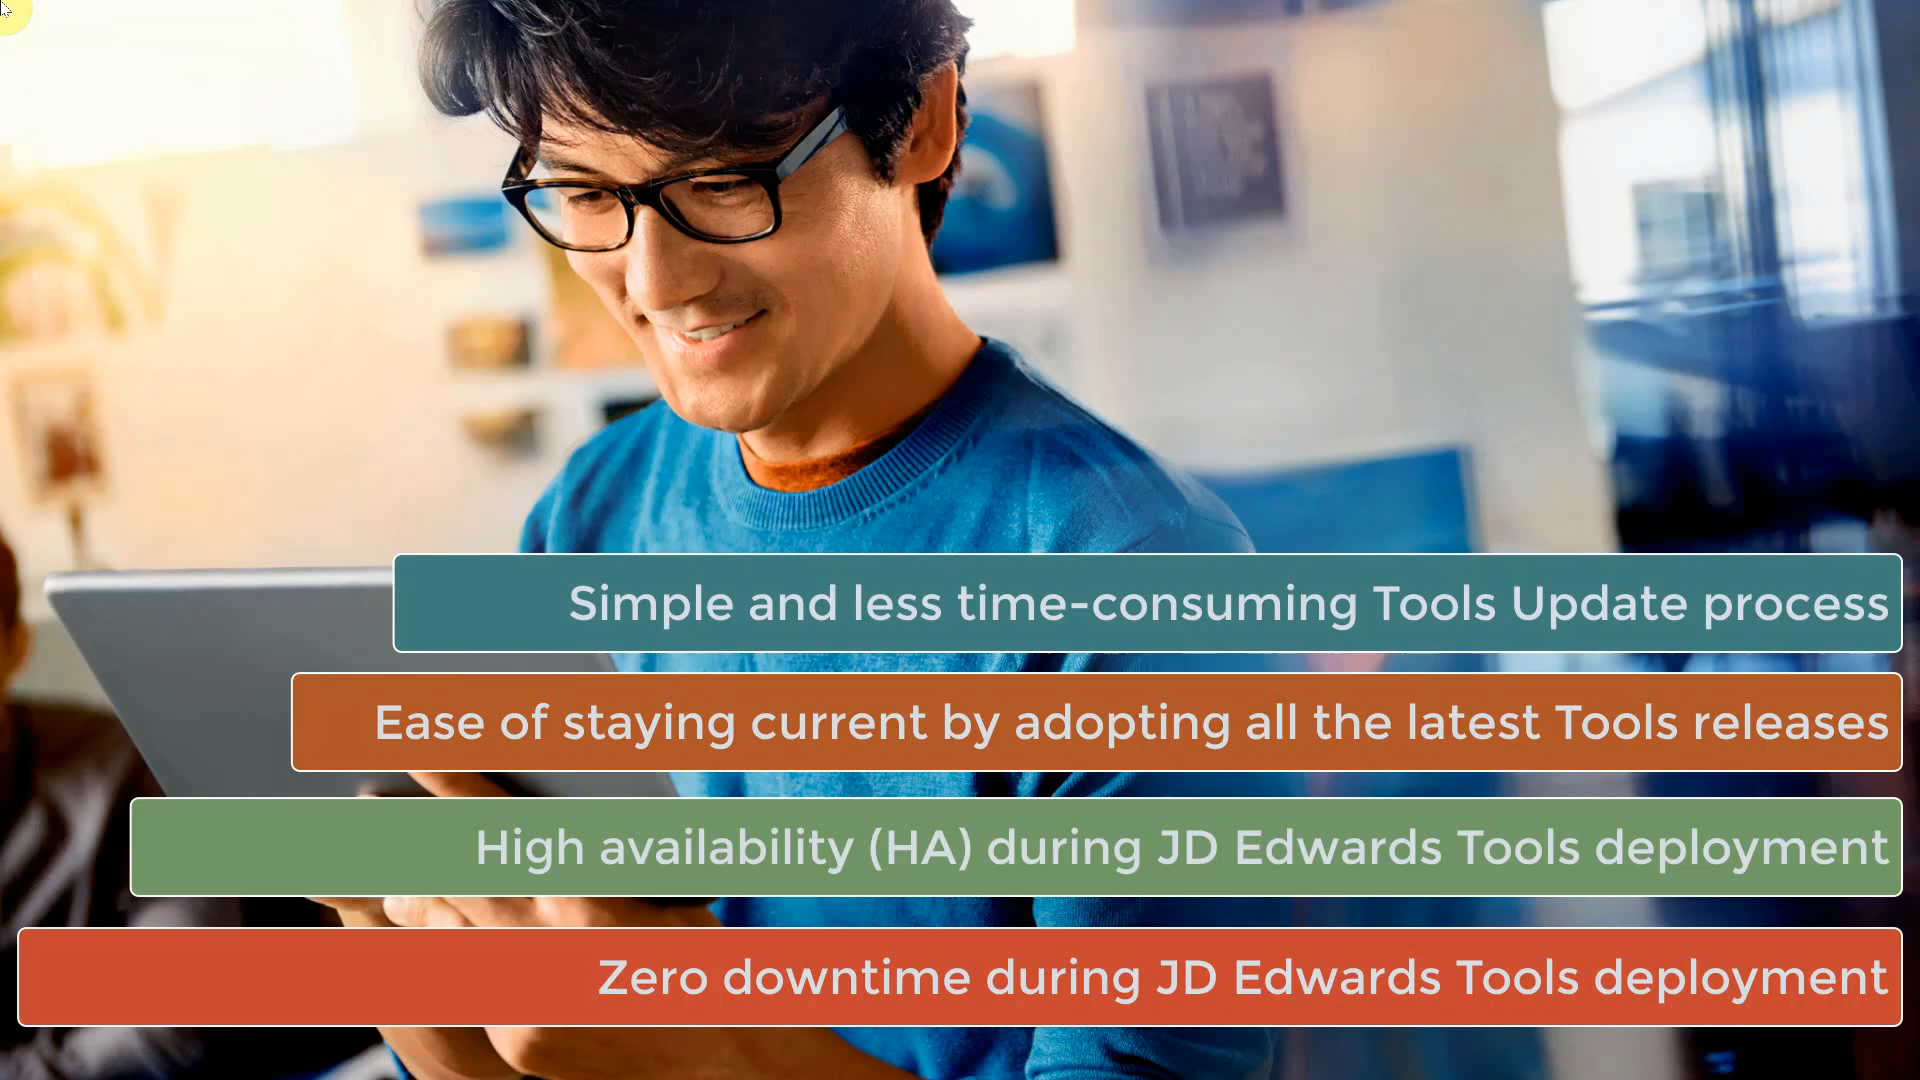 Simple and less time-consuming Tools Update process
Ease of staying current by adopting all the latest Tools releases
High availability (HA) during JD Edwards Tools deployment
Zero downtime during JD Edwards Tools deployment